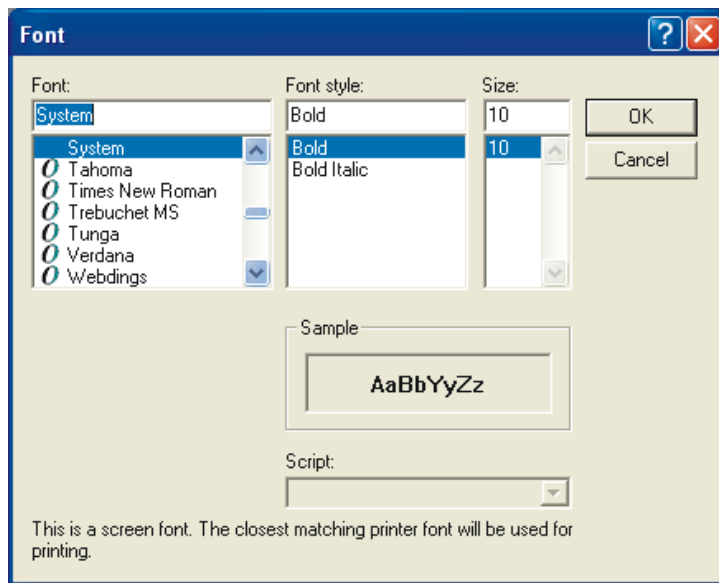 Font
Font: Font style: Size:
System Bold 10 OK
System Bold 10 Cancel
Tahoma Bold Italic
Times New Roman
Trebuchet MS
Tunga
Verdana
Webdings
Sample
AaBbYyZz
Script:
This is a screen font. The closest matching printer font will be used for
printing.